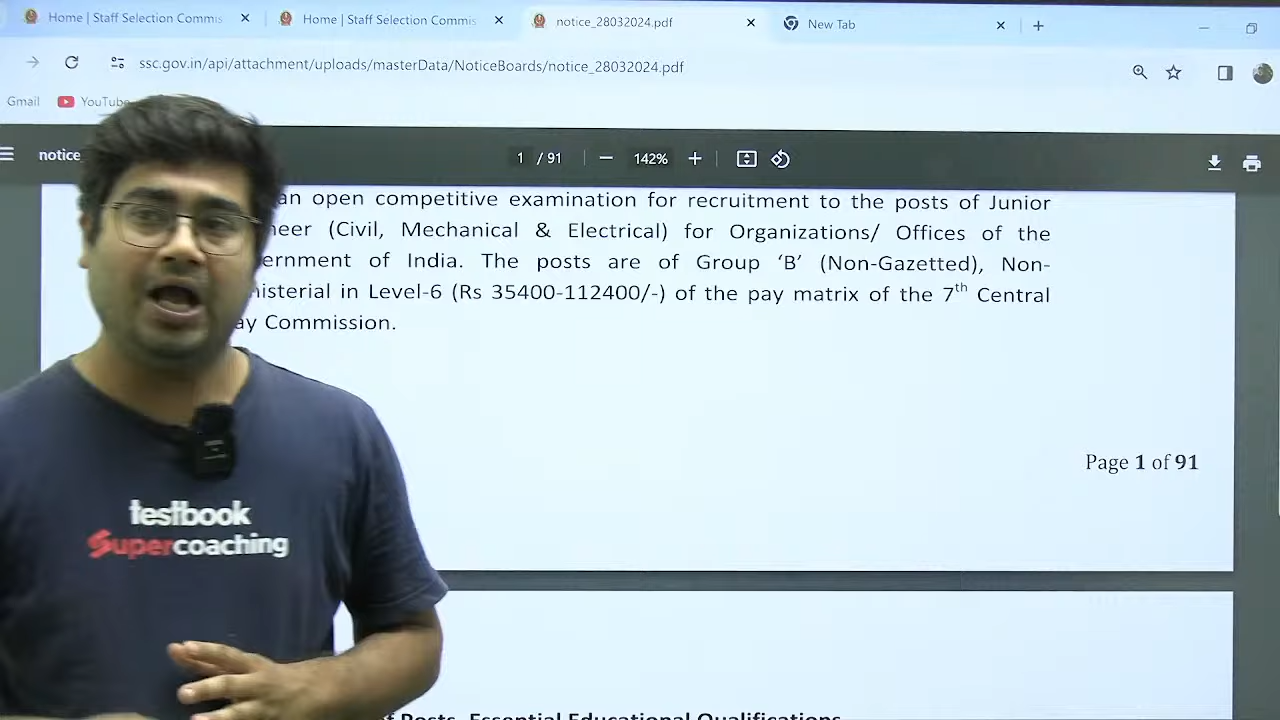 Home | Staff Selection Commis
Home | Staff Selection Commis
notice_28032024.pdf
New Tab
ssc.gov.in/api/attachment/uploads/masterData/NoticeBoards/notice_28032024.pdf
Gmail
YouTube
notice
1 / 91
142%
an open competitive examination for recruitment to the posts of Junior
neer (Civil, Mechanical & Electrical) for Organizations/ Offices of the
ernment of India. The posts are of Group ‘B’ (Non-Gazetted), Non-
nisterial in Level-6 (Rs 35400-112400/-) of the pay matrix of the 7th Central
ay Commission.
Page 1 of 91
testbook
Supercoaching
f Posts, Essential Educational Qualifications